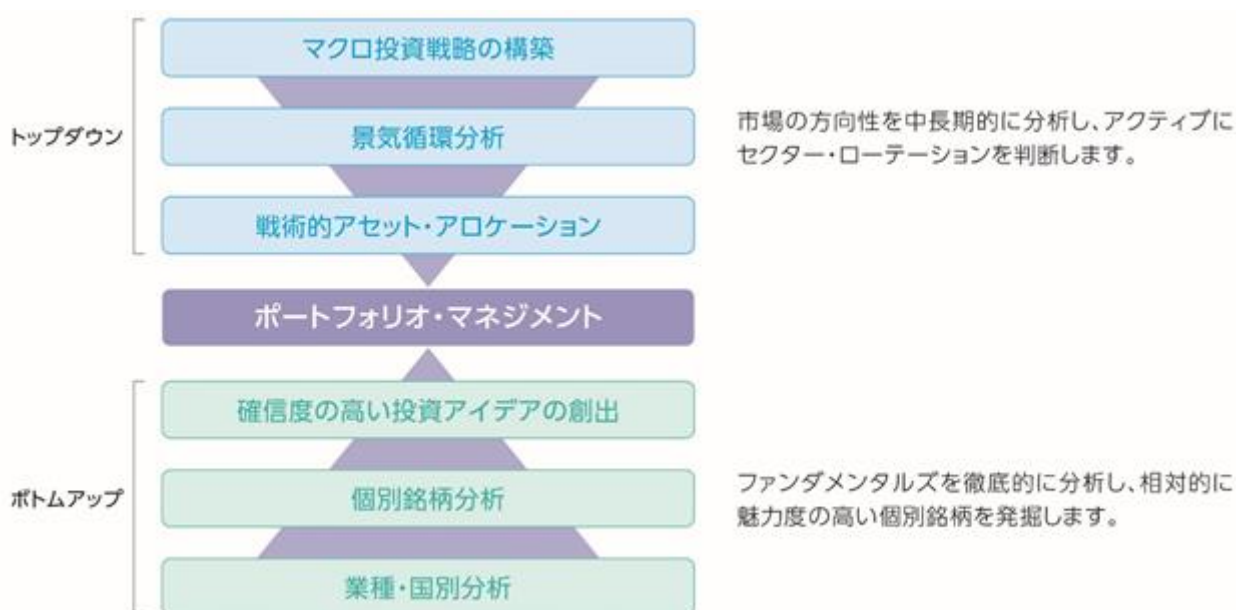 マクロ投資戦略の構築
トップダウン
景気循環分析
市場の方向性を中長期的に分析し、アクティブに
セクター・ローテーションを判断します。
戦術的アセット・アロケーション
ポートフォリオ・マネジメント
確信度の高い投資アイデアの創出
ボトムアップ
個別銘柄分析
ファンダメンタルズを徹底的に分析し、相対的に
魅力度の高い個別銘柄を発掘します。
業種・国別分析